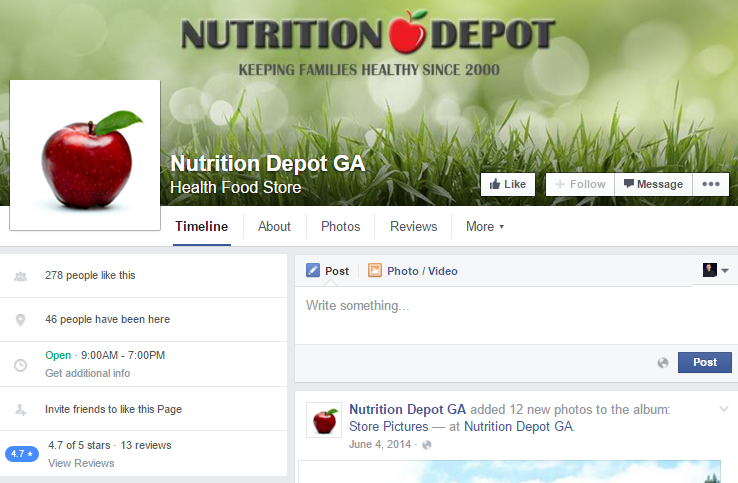 NUTRITION DEPOT
KEEPING FAMILIES HEALTHY SINCE 2000
Nutrition Depot GA
Health Food Store
Like
Follow
Message
Timeline
About
Photos
Reviews
More
278 people like this
46 people have been here
Open · 9:00AM - 7:00PM
Get additional info
Invite friends to like this Page
4.7 ★
4.7 of 5 stars · 13 reviews
View Reviews
Post
Photo / Video
Write something...
Post
Nutrition Depot GA added 12 new photos to the album:
Store Pictures — at Nutrition Depot GA.
June 4, 2014 ·